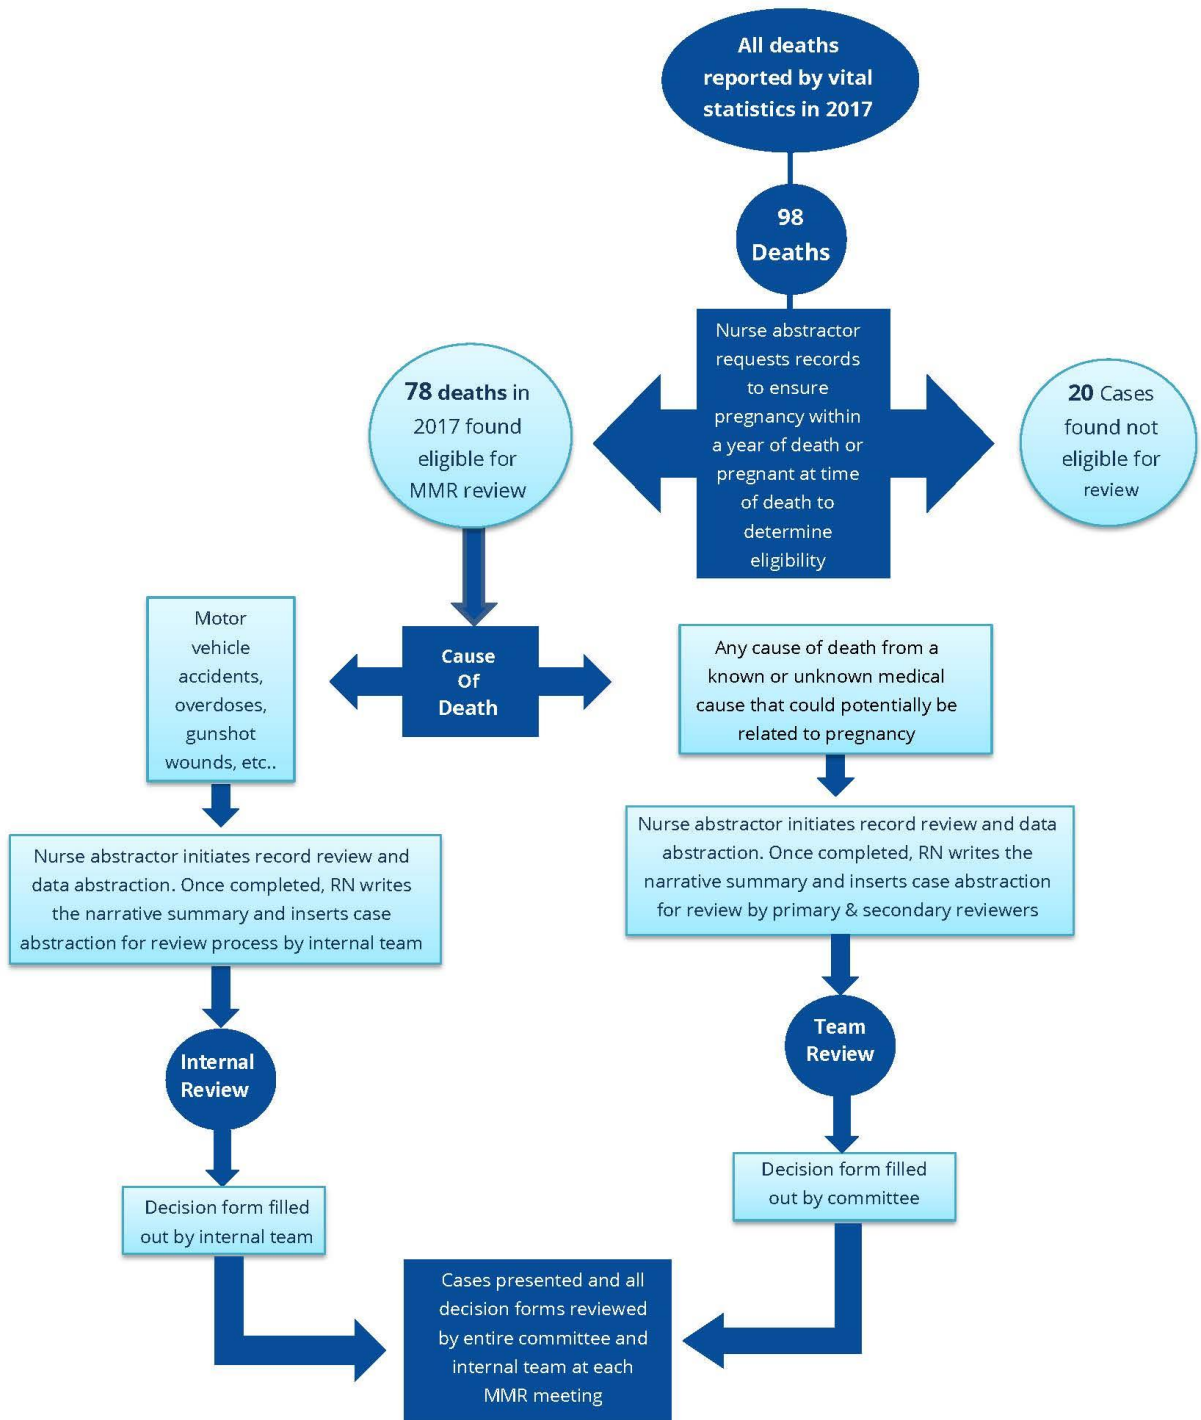 All deaths
reported by vital
statistics in 2017
98
Deaths
Nurse abstractor
requests records
to ensure
pregnancy within
a year of death or
pregnant at time
of death to
determine
eligibility
78 deaths in
2017 found
eligible for
MMR review
20 Cases
found not
eligible for
review
Cause
Of
Death
Motor
vehicle
accidents,
overdoses,
gunshot
wounds, etc..
Any cause of death from a
known or unknown medical
cause that could potentially be
related to pregnancy
Nurse abstractor initiates record review and
data abstraction. Once completed, RN writes
the narrative summary and inserts case
abstraction for review process by internal team
Nurse abstractor initiates record review and data
abstraction. Once completed, RN writes the
narrative summary and inserts case abstraction
for review by primary & secondary reviewers
Internal
Review
Team
Review
Decision form filled
out by internal team
Decision form filled
out by committee
Cases presented and all
decision forms reviewed
by entire committee and
internal team at each
MMR meeting